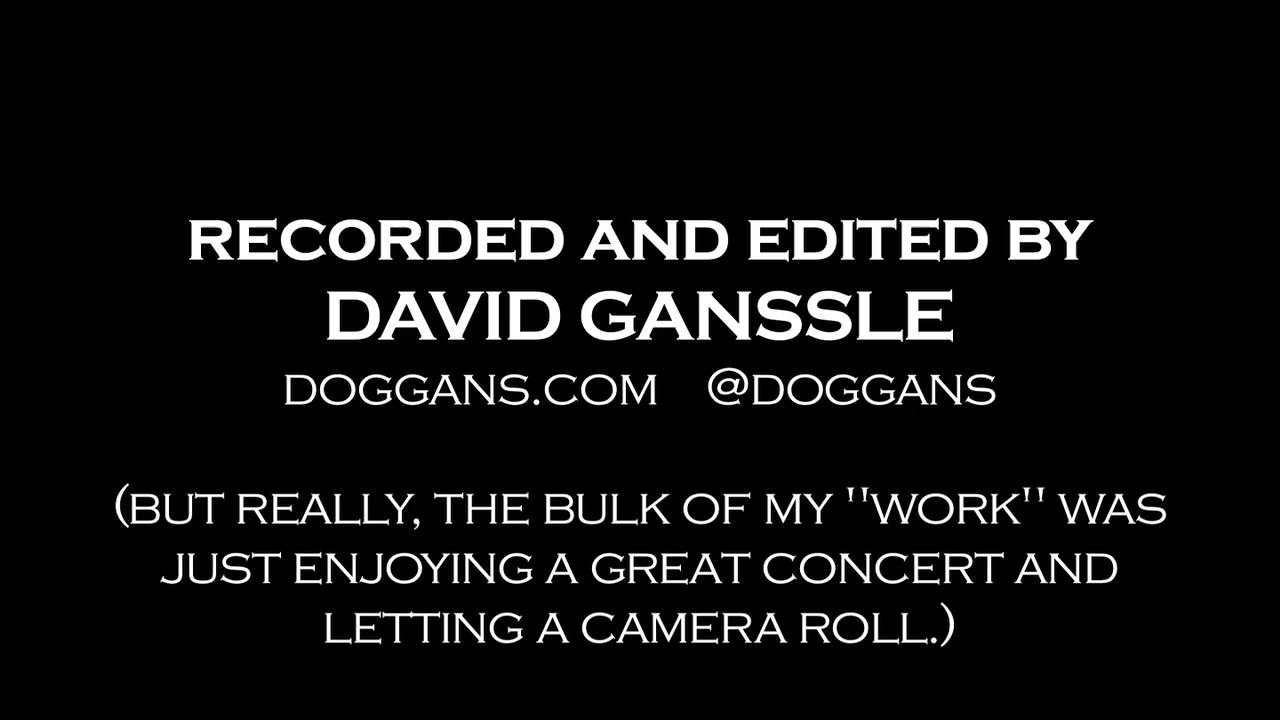 RECORDED AND EDITED BY
DAVID GANSSLE
DOGGANS.COM @DOGGANS
(BUT REALLY, THE BULK OF MY "WORK" WAS
JUST ENJOYING A GREAT CONCERT AND
LETTING A CAMERA ROLL.)